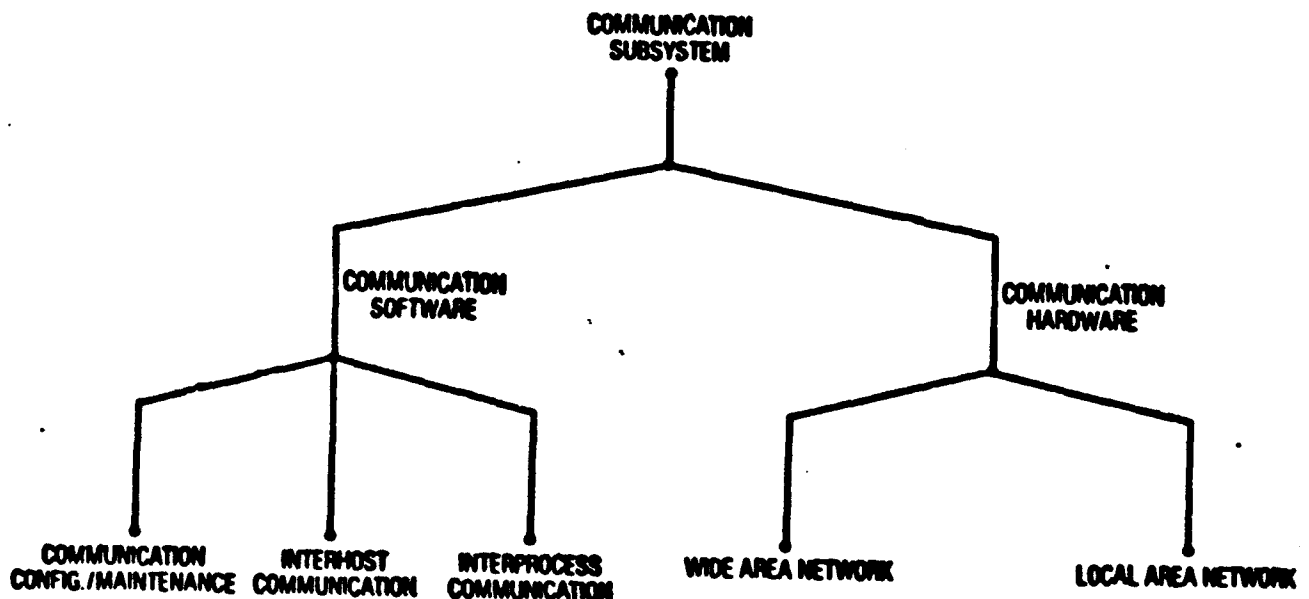 COMMUNICATION
SUBSYSTEM
COMMUNICATION
SOFTWARE
COMMUNICATION
HARDWARE
COMMUNICATION
CONFIG./MAINTENANCE
INTERHOST
COMMUNICATION
INTERPROCESS
COMMUNICATION
WIDE AREA NETWORK
LOCAL AREA NETWORK